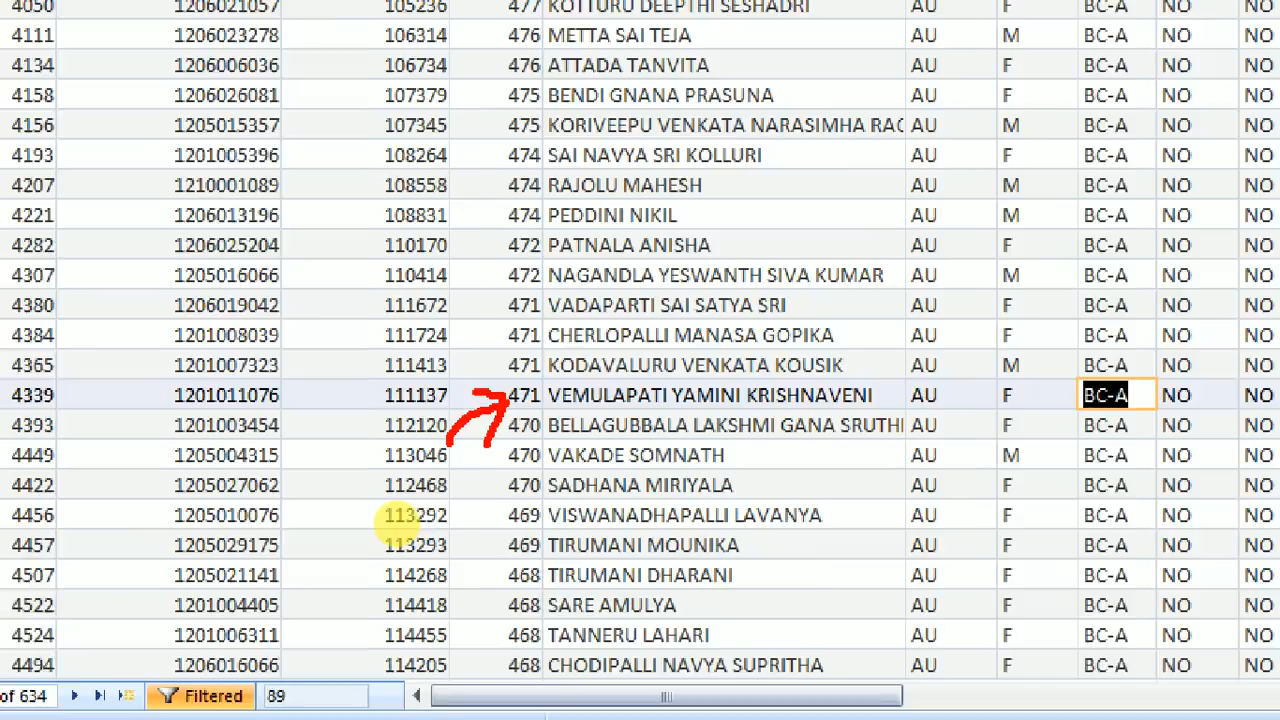 4050 1206021057 105236 477 KOTTURU DEEPTHI SESHADRI AU F BC-A NO NO
4111 1206023278 106314 476 METTA SAI TEJA AU M BC-A NO NO
4134 1206006036 106734 476 ATTADA TANVITA AU F BC-A NO NO
4158 1206026081 107379 475 BENDI GNANA PRASUNA AU F BC-A NO NO
4156 1205015357 107345 475 KORIVEEPU VENKATA NARASIMHA RAO AU M BC-A NO NO
4193 1201005396 108264 474 SAI NAVYA SRI KOLLURI AU F BC-A NO NO
4207 1210001089 108558 474 RAJOLU MAHESH AU M BC-A NO NO
4221 1206013196 108831 474 PEDDINI NIKIL AU M BC-A NO NO
4282 1206025204 110170 472 PATNALA ANISHA AU F BC-A NO NO
4307 1205016066 110414 472 NAGANDLA YESWANTH SIVA KUMAR AU M BC-A NO NO
4380 1206019042 111672 471 VADAPARTI SAI SATYA SRI AU F BC-A NO NO
4384 1201008039 111724 471 CHERLOPALLI MANASA GOPIKA AU F BC-A NO NO
4365 1201007323 111413 471 KODAVALURU VENKATA KOUSIK AU M BC-A NO NO
4339 1201011076 111137 471 VEMULAPATI YAMINI KRISHNAVENI AU F BC-A NO NO
4393 1201003454 112120 470 BELLAGUBBALA LAKSHMI GANA SRUTHI AU F BC-A NO NO
4449 1205004315 113046 470 VAKADE SOMNATH AU M BC-A NO NO
4422 1205027062 112468 470 SADHANA MIRIYALA AU F BC-A NO NO
4456 1205010076 113292 469 VISWANADHAPALLI LAVANYA AU F BC-A NO NO
4457 1205029175 113293 469 TIRUMANI MOUNIKA AU F BC-A NO NO
4507 1205021141 114268 468 TIRUMANI DHARANI AU F BC-A NO NO
4522 1201004405 114418 468 SARE AMULYA AU F BC-A NO NO
4524 1201006311 114455 468 TANNERU LAHARI AU F BC-A NO NO
4494 1206016066 114205 468 CHODIPALLI NAVYA SUPRITHA AU F BC-A NO NO
of 634 Filtered 89